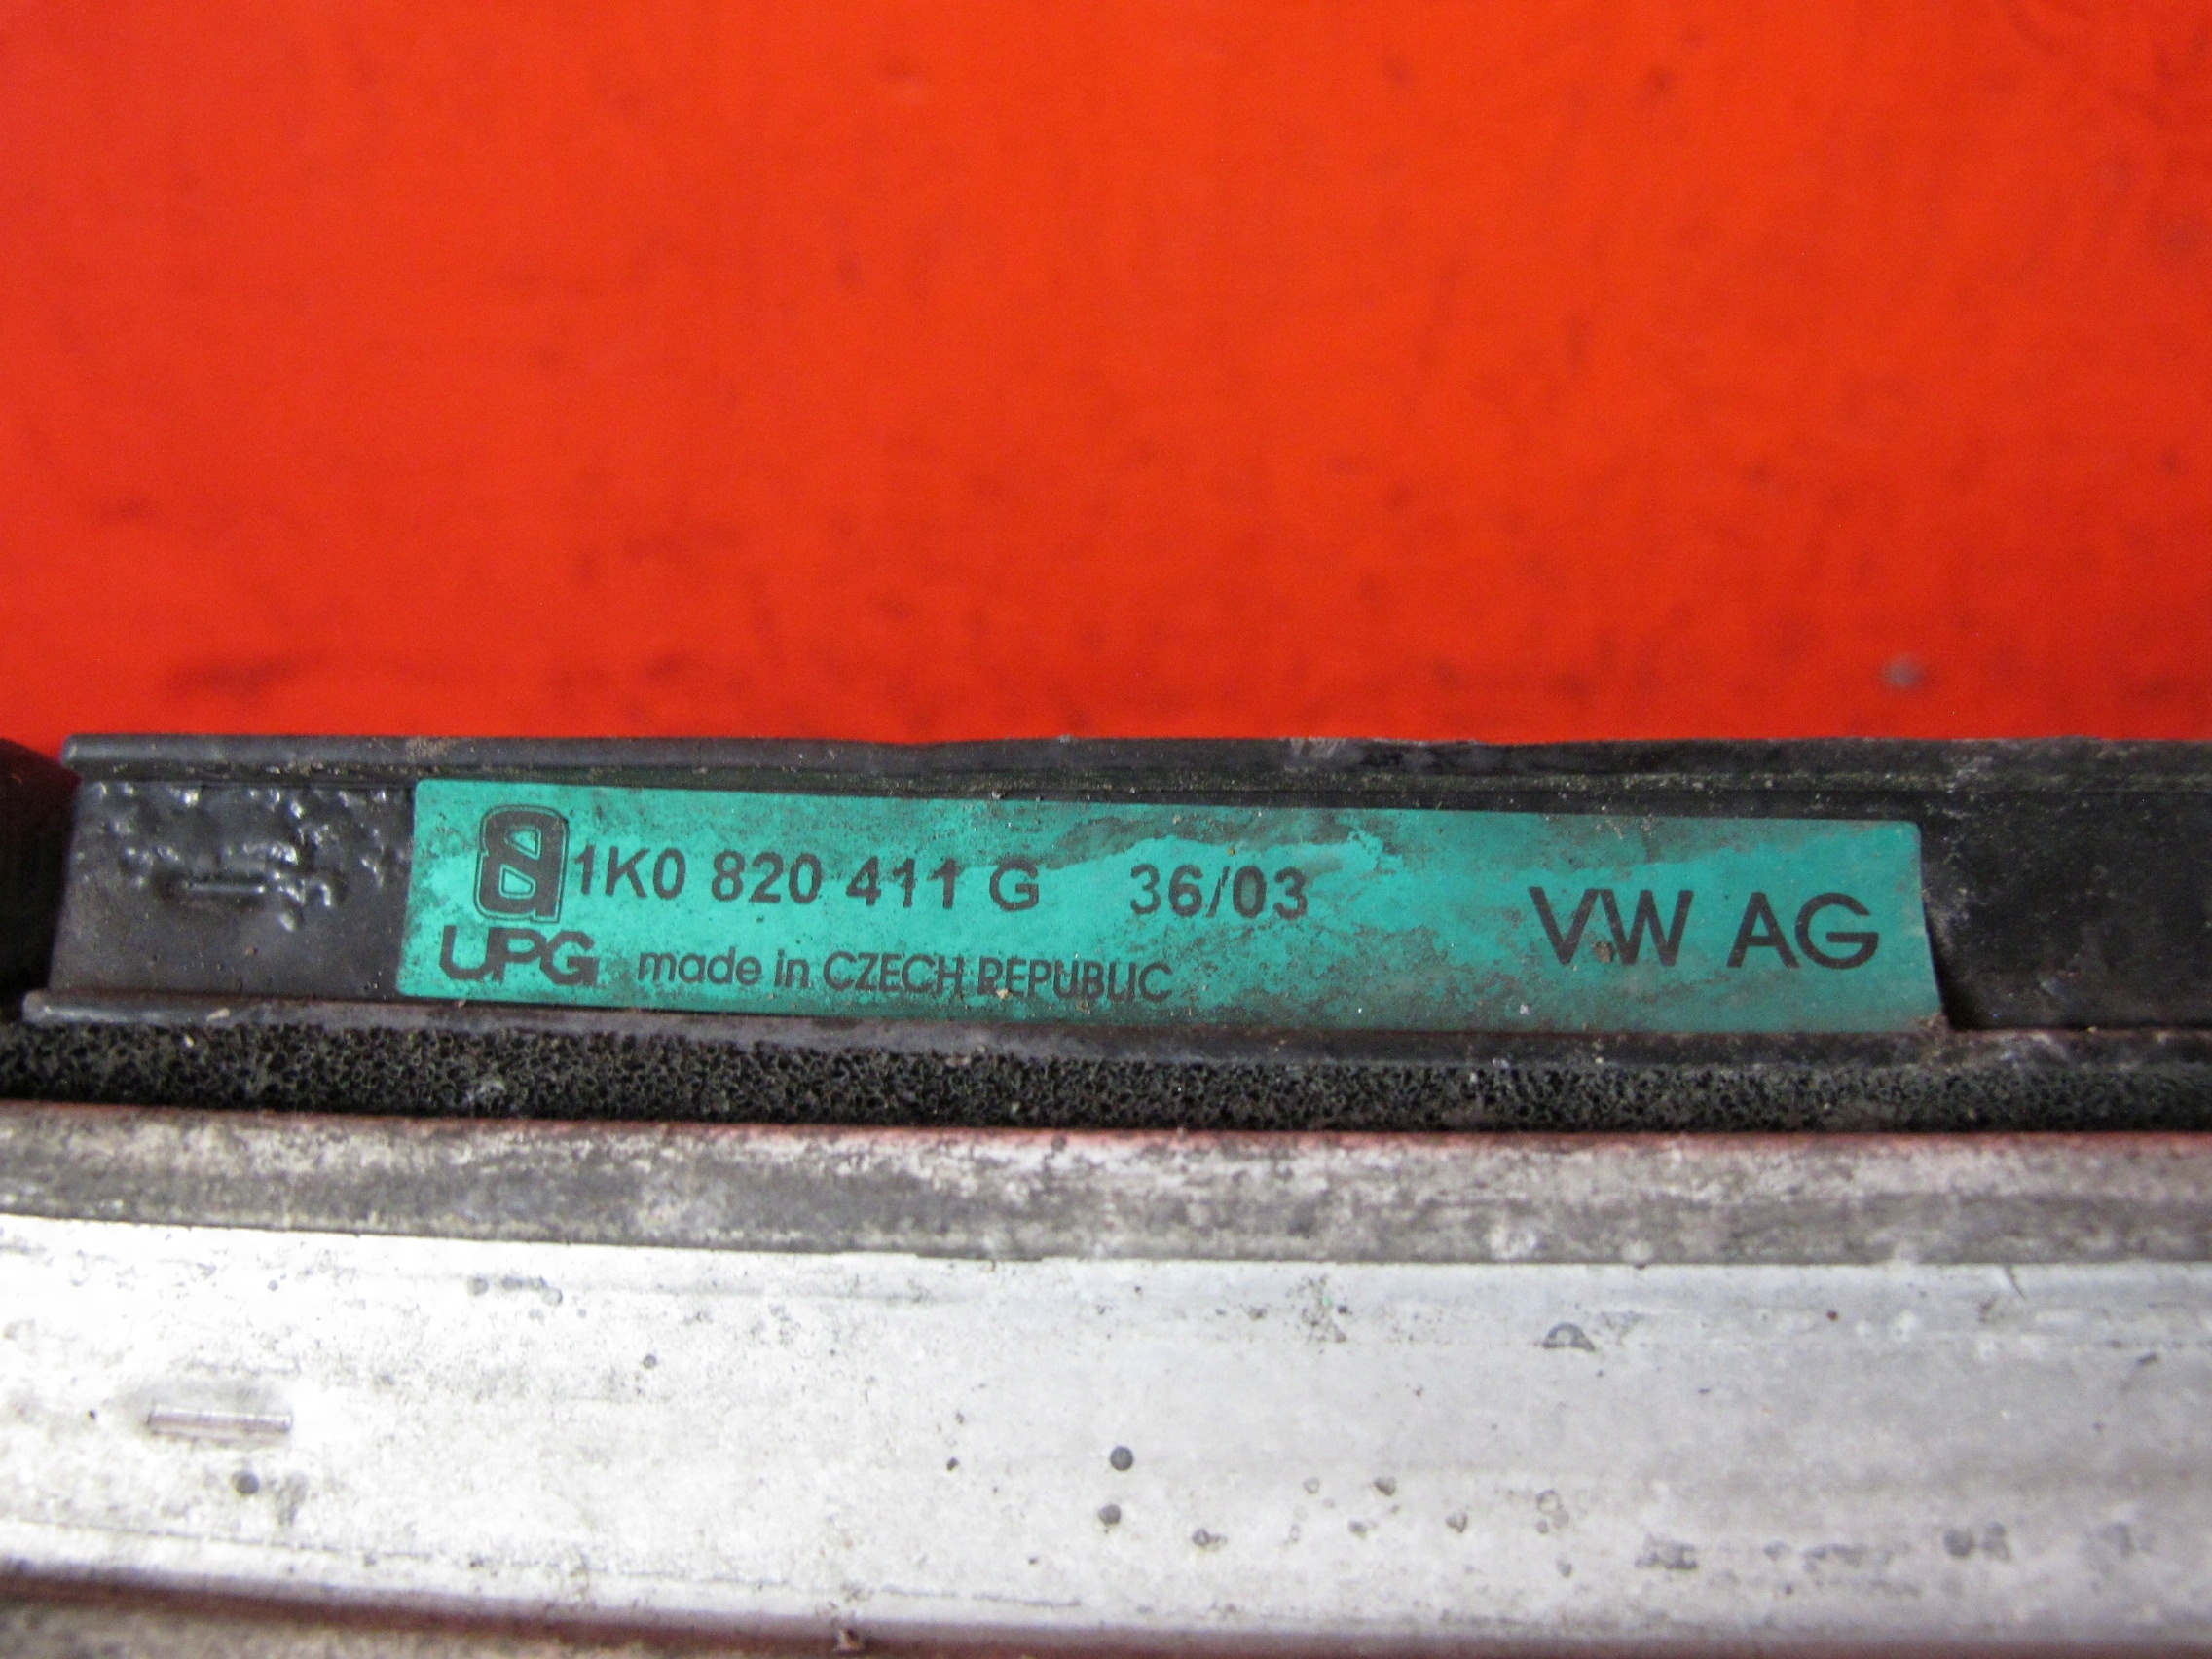 1K0 820 411 G 36/03
UPG made in CZECH REPUBLIC
VW AG